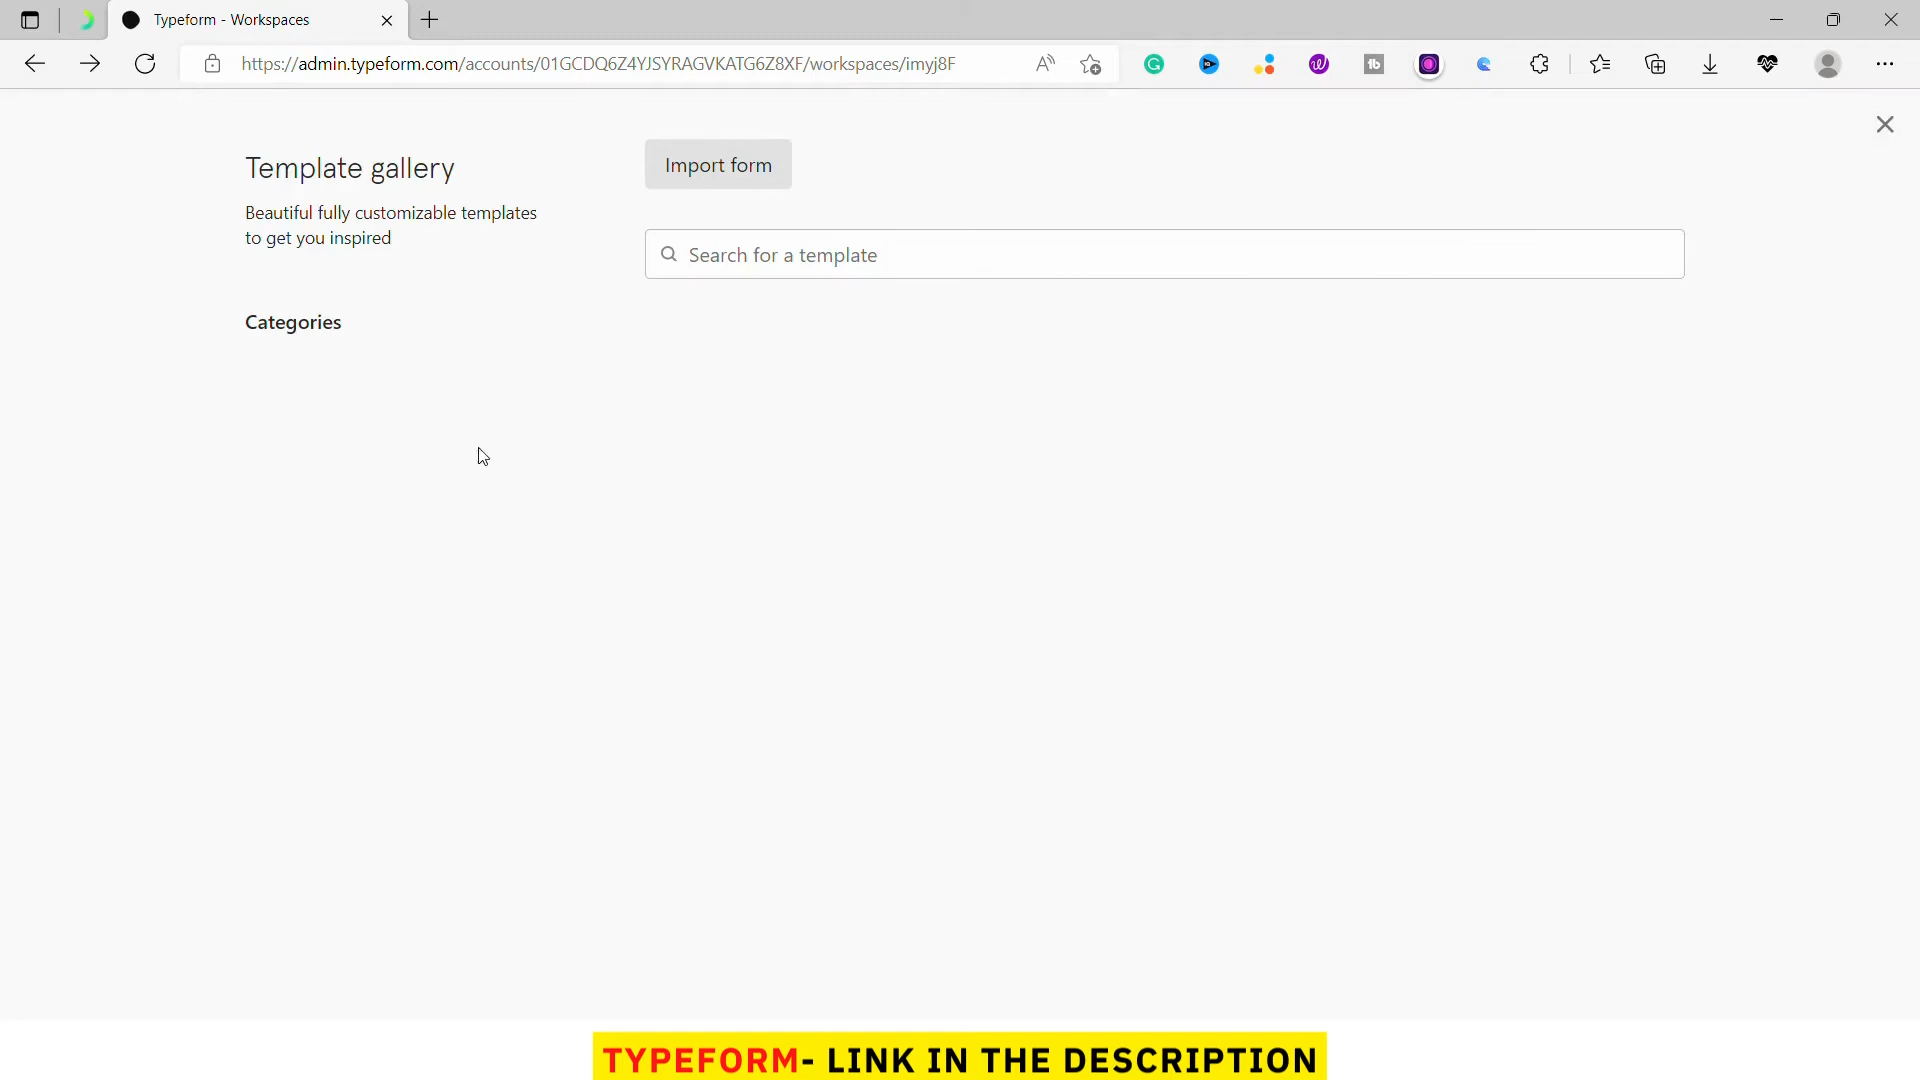 Typeform - Workspaces
https://admin.typeform.com/accounts/01GCDQ6Z4YJSYRAGVKATG6Z8XF/workspaces/imyj8F
Template gallery
Import form
Beautiful fully customizable templates
to get you inspired
Search for a template
Categories
TYPEFORM- LINK IN THE DESCRIPTION